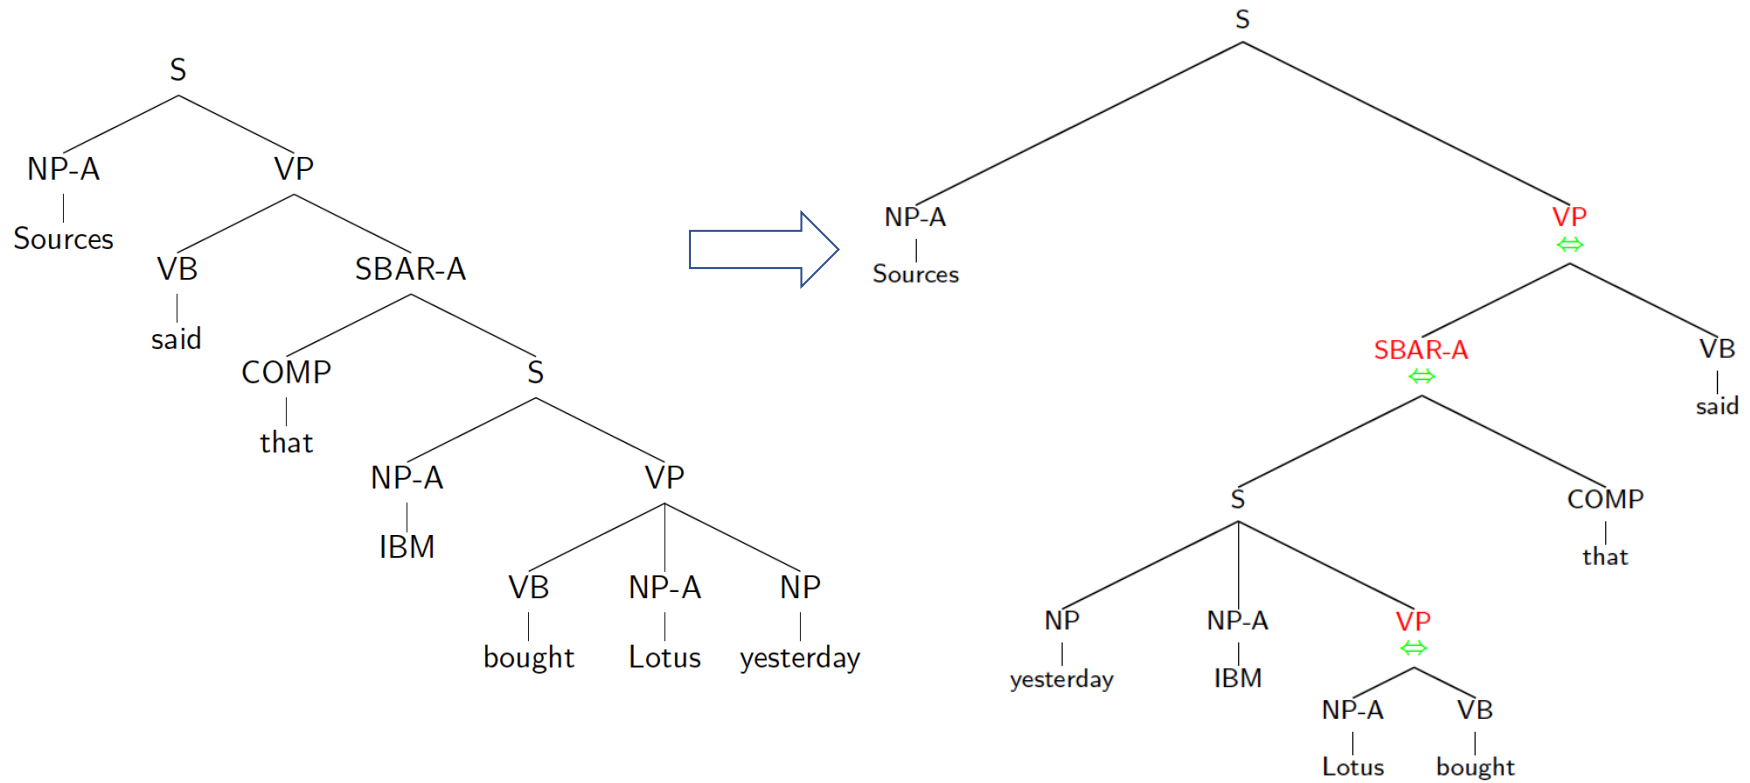 S
NP-A VP
Sources
VB SBAR-A
said
COMP S
that
NP-A VP
IBM
VB NP-A NP
bought Lotus yesterday
S
NP-A VP
⇔
Sources
SBAR-A VB
⇔
said
S COMP
that
NP NP-A VP
⇔
yesterday IBM
NP-A VB
Lotus bought